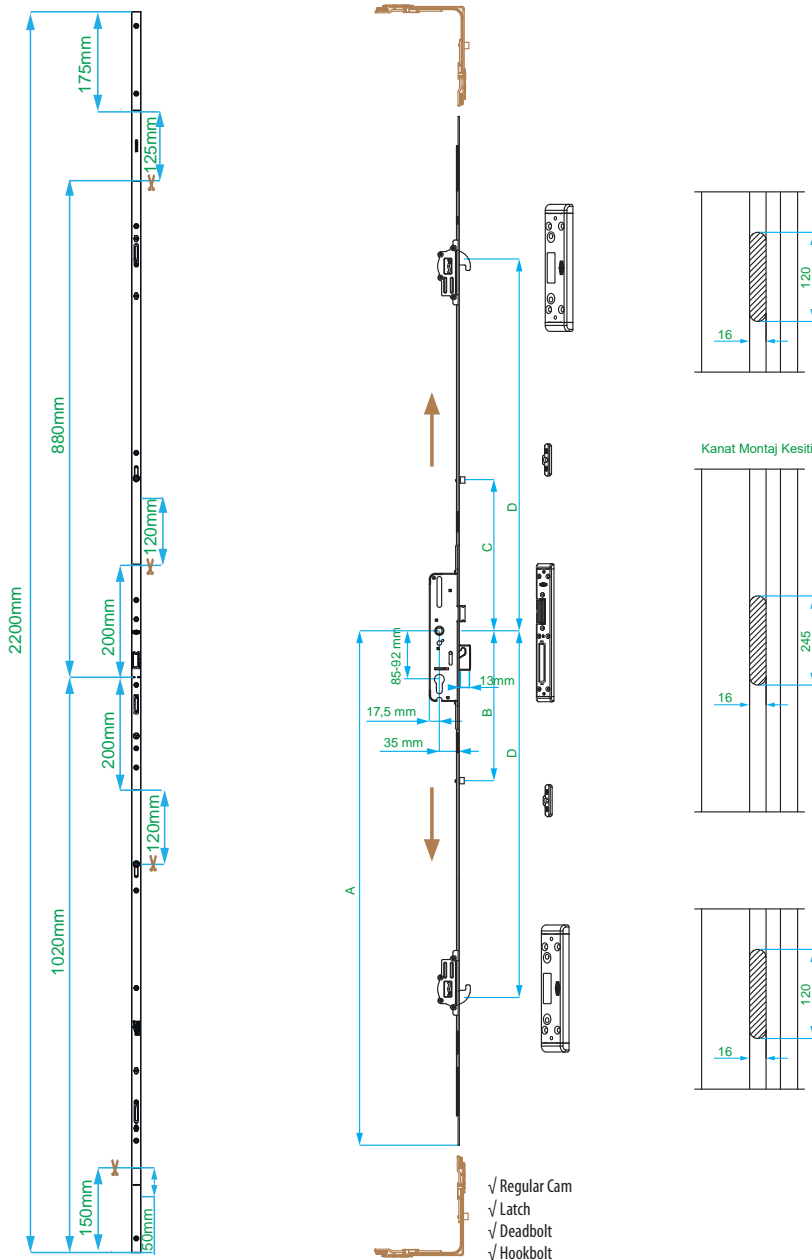 175mm
125mm
880mm
120mm
200mm
2200mm
200mm
120mm
1020mm
150mm
50mm
D
C
85-92 mm
13mm
B
17,5 mm
35 mm
D
A
120
16
Kanat Montaj Kesiti
245
16
120
16
√ Regular Cam
√ Latch
√ Deadbolt
√ Hookbolt